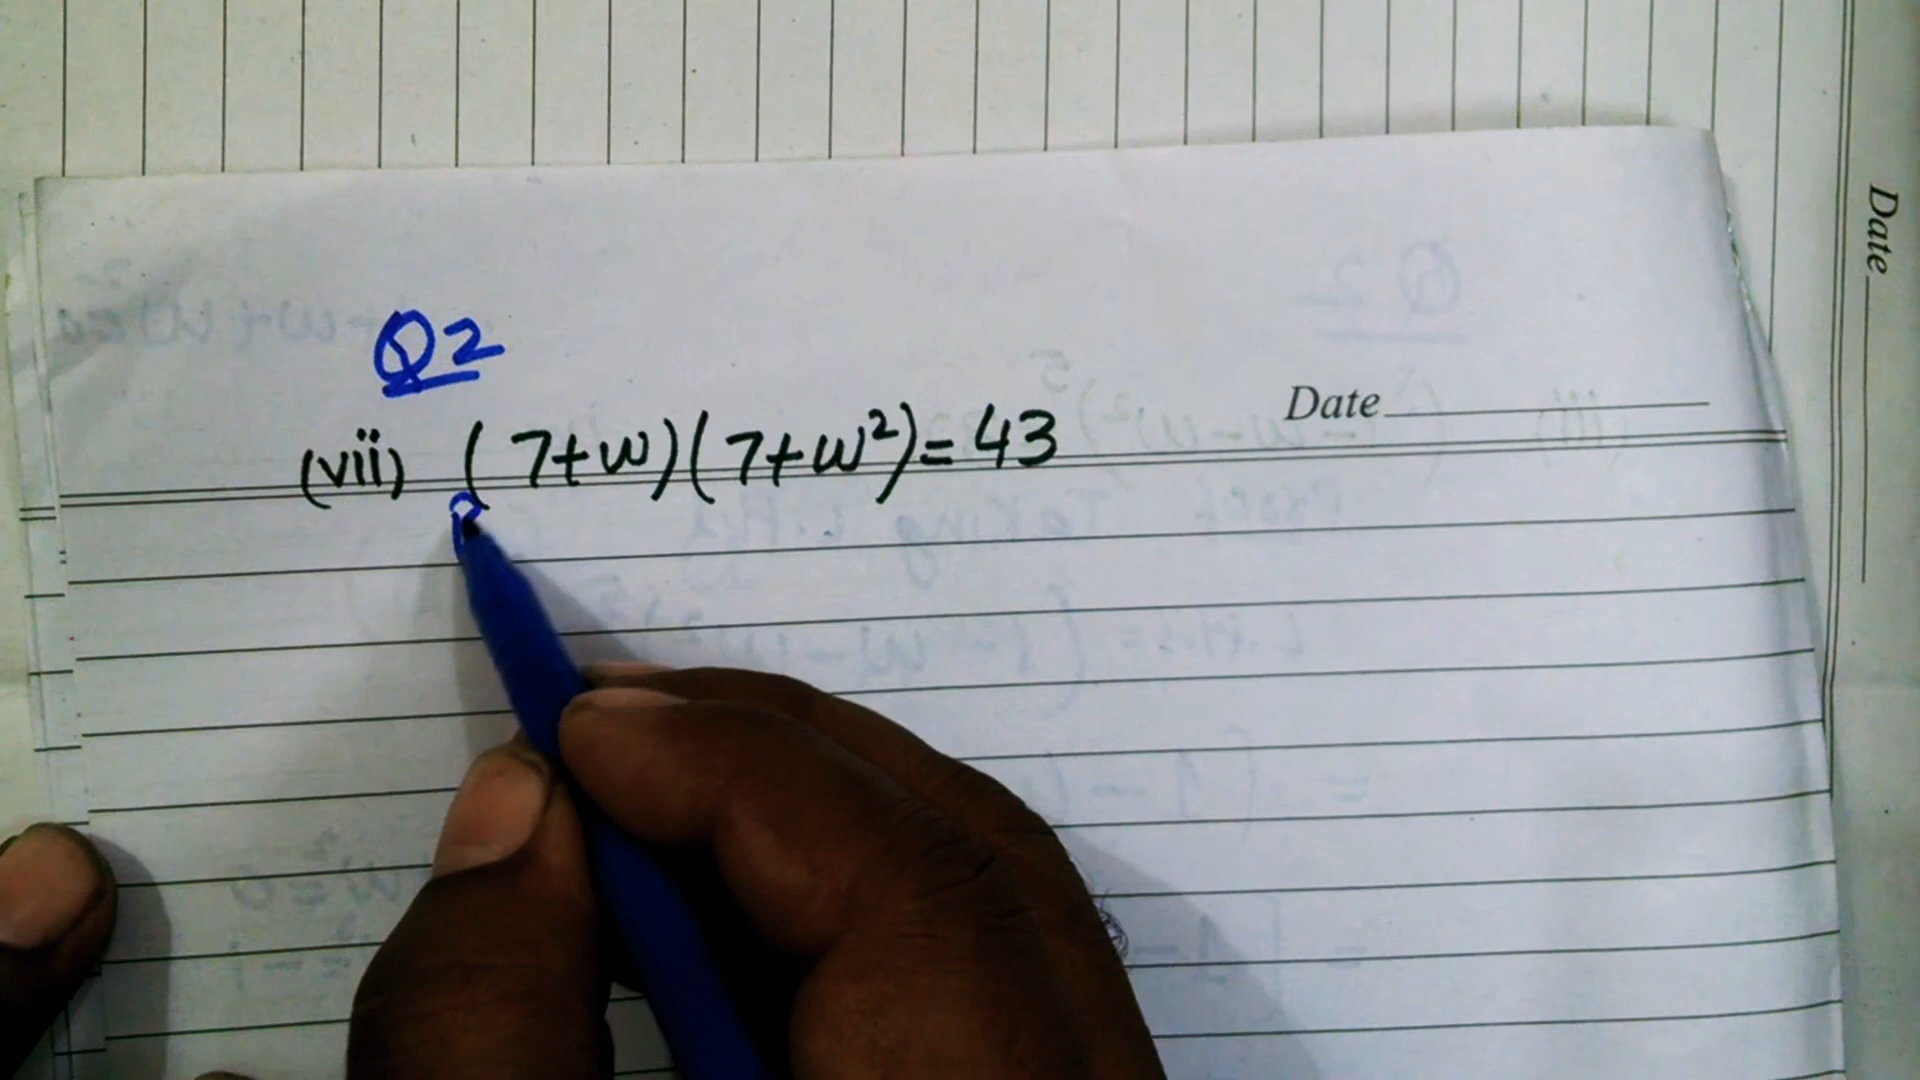 Date
Q2
Date
(vii) (7+w)(7+w²)=43